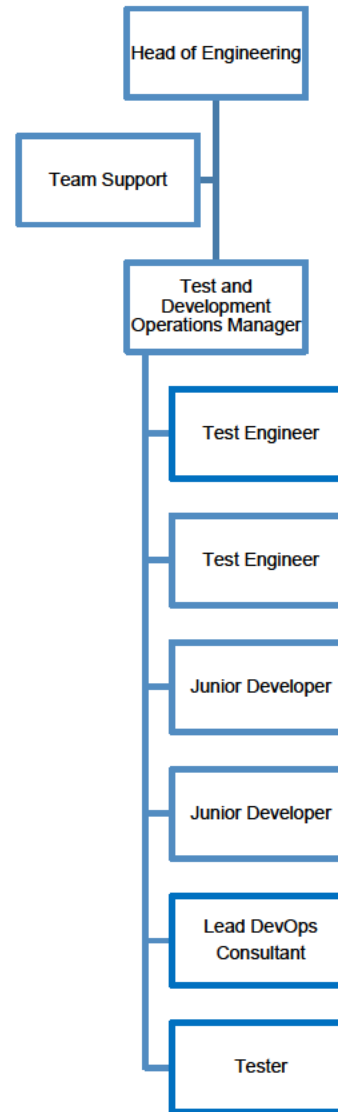 Head of Engineering
Team Support
Test and
Development
Operations Manager
Test Engineer
Test Engineer
Junior Developer
Junior Developer
Lead DevOps
Consultant
Tester